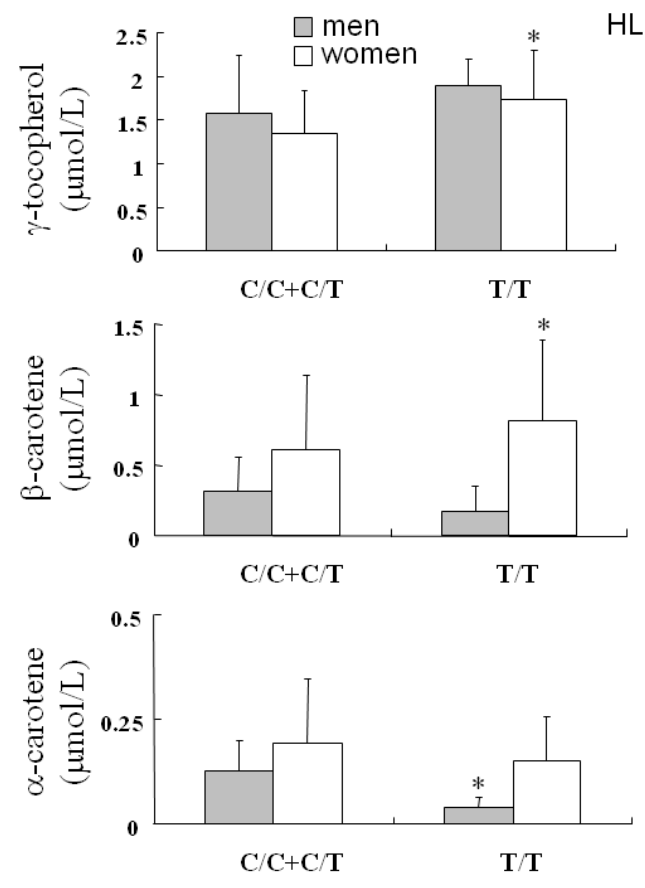 men
HL
women
2.5
2
1.5
1
0.5
0
γ-tocopherol
(μmol/L)
*
C/C+C/T T/T
1.5
1
0.5
0
β-carotene
(μmol/L)
*
C/C+C/T T/T
0.5
0.25
0
α-carotene
(μmol/L)
*
C/C+C/T T/T